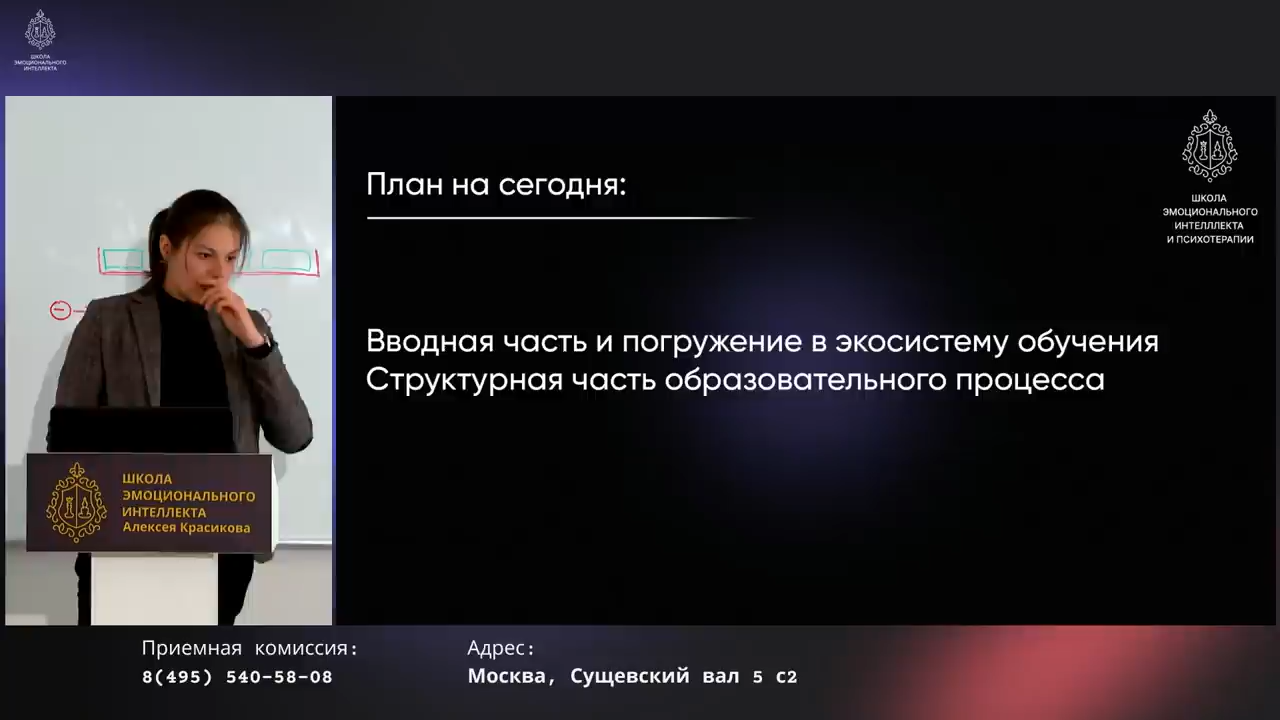 ШКОЛА
ЭМОЦИОНАЛЬНОГО
ИНТЕЛЛЕКТА
План на сегодня:
ШКОЛА
ЭМОЦИОНАЛЬНОГО
ИНТЕЛЛЛЕКТА
И ПСИХОТЕРАПИИ
Вводная часть и погружение в экосистему обучения
Структурная часть образовательного процесса
ШКОЛА
ЭМОЦИОНАЛЬНОГО
ИНТЕЛЛЕКТА
Алексея Красикова
Приемная комиссия:
8(495) 540-58-08
Адрес:
Москва, Сущевский вал 5 с2